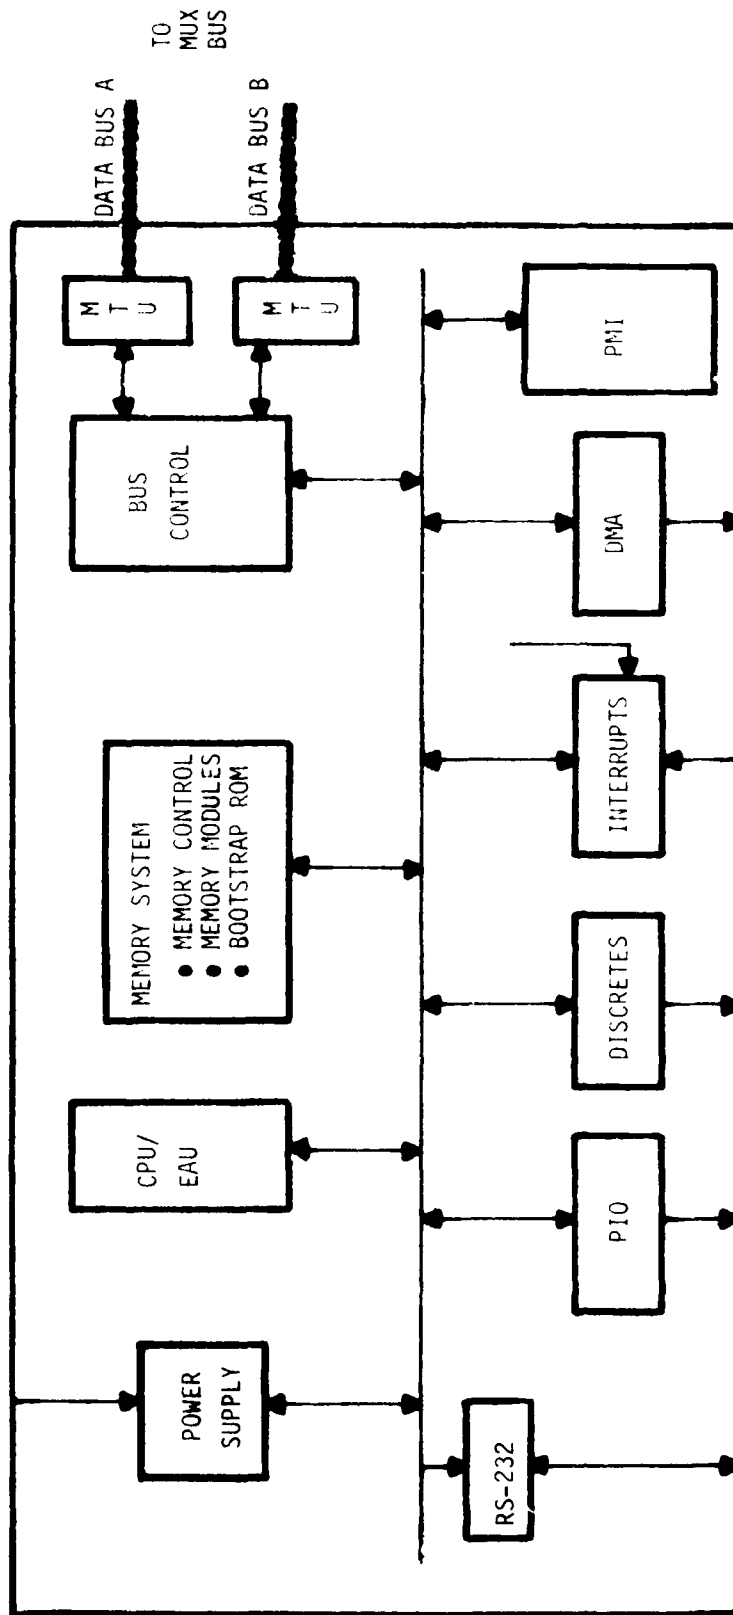 POWER
SUPPLY
CPU/
EAU
MEMORY SYSTEM
● MEMORY CONTROL
● MEMORY MODULES
● BOOTSTRAP ROM
BUS
CONTROL
M
T
U
DATA BUS A
M
T
U
DATA BUS B
TO
MUX
BUS
RS-232
PIO
DISCRETES
INTERRUPTS
DMA
PMI